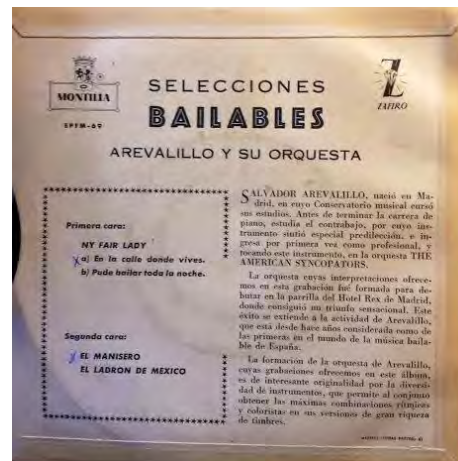 MONTILLA
EPFM-69
SELECCIONES
BAILABLES
ZAFIRO
AREVALILLO Y SU ORQUESTA
Primera cara:
NY FAIR LADY
a) En la calle donde vives.
b) Pude bailar toda la noche.
Segunda cara:
EL MANISERO
EL LADRON DE MEXICO
SALVADOR AREVALILLO, nació en Ma-
drid, en cuyo Conservatorio musical cursó
sus estudios. Antes de terminar la carrera de
piano, estudia el contrabajo, por cuyo ins-
trumento sintió especial predilección, e in-
gresa por primera vez como profesional, y
tocando este instrumento, en la orquesta THE
AMERICAN SYNCOPATORS.
La orquesta cuyas interpretaciones ofrece-
mos en esta grabación fué formada para de-
butar en la parrilla del Hotel Rex de Madrid,
donde consiguió un triunfo sensacional. Este
éxito se extiende a la actividad de Arevalillo,
que está desde hace años considerada como de
las primeras en el mundo de la música baila-
ble de España.
La formación de la orquesta de Arevalillo,
cuyas grabaciones ofrecemos en este álbum,
es de interesante originalidad por la diversi-
dad de instrumentos, que permite al conjunto
obtener las máximas combinaciones rítmicas
y coloristas en sus versiones de gran riqueza
de timbres.